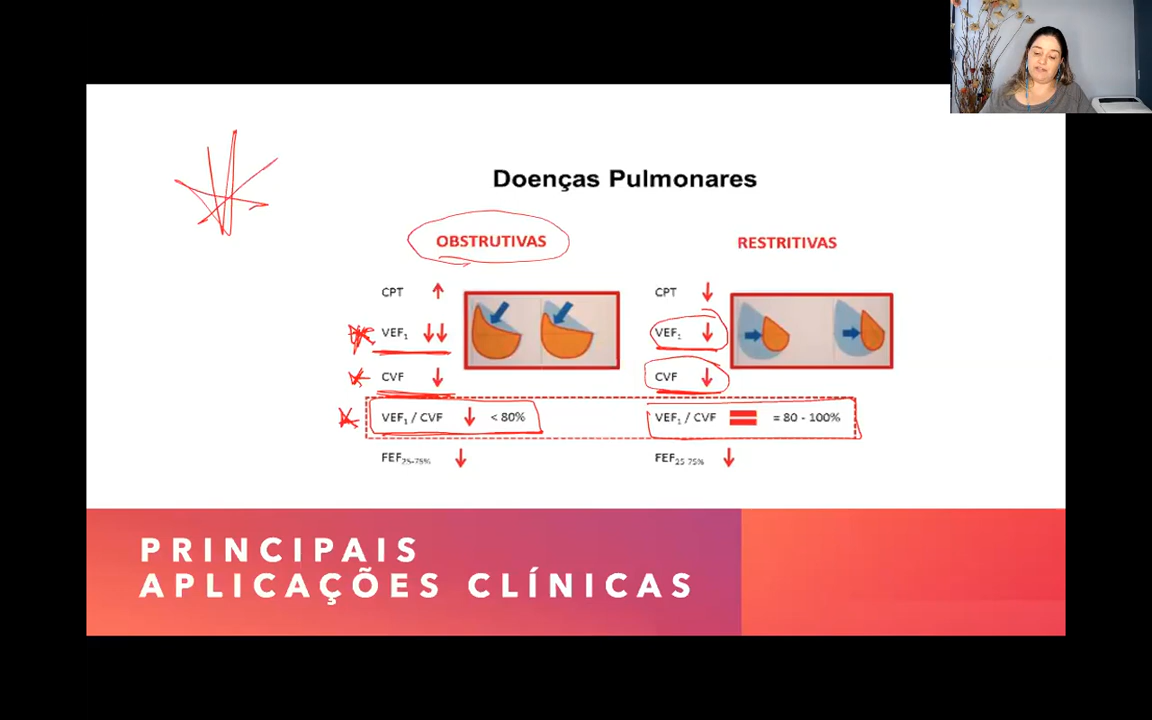 Doenças Pulmonares
OBSTRUTIVAS
CPT ↑
VEF₁ ↓↓
CVF ↓
VEF₁ / CVF ↓ < 80%
FEF₂₅₋₇₅% ↓
RESTRITIVAS
CPT ↓
VEF₁ ↓
CVF ↓
VEF₁ / CVF = = 80 - 100%
FEF₂₅ ₇₅% ↓
PRINCIPAIS
APLICAÇÕES CLÍNICAS